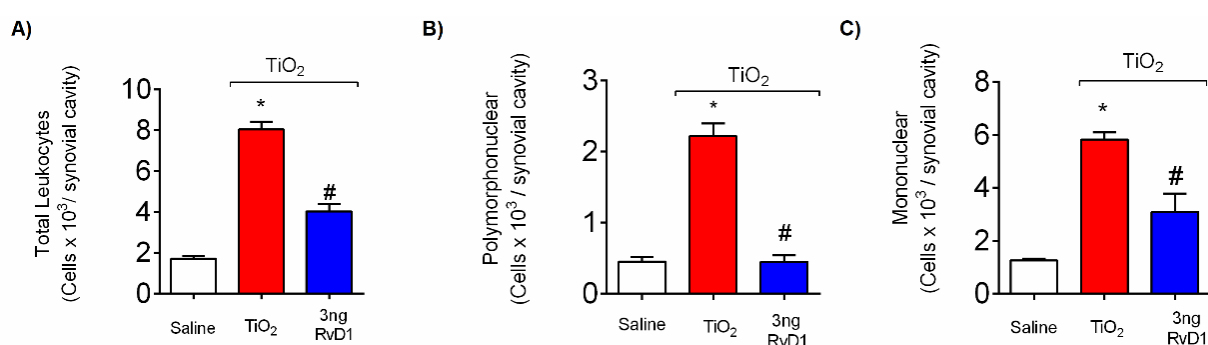 A)
Total Leukocytes
(Cells x 10³ / synovial cavity)
TiO₂
10
8
6
4
2
0
*
#
Saline
TiO₂
3ng
RvD1
B)
Polymorphonuclear
(Cells x 10³ / synovial cavity)
TiO₂
3
2
1
0
*
#
Saline
TiO₂
3ng
RvD1
C)
Mononuclear
(Cells x 10³ / synovial cavity)
TiO₂
8
6
4
2
0
*
#
Saline
TiO₂
3ng
RvD1